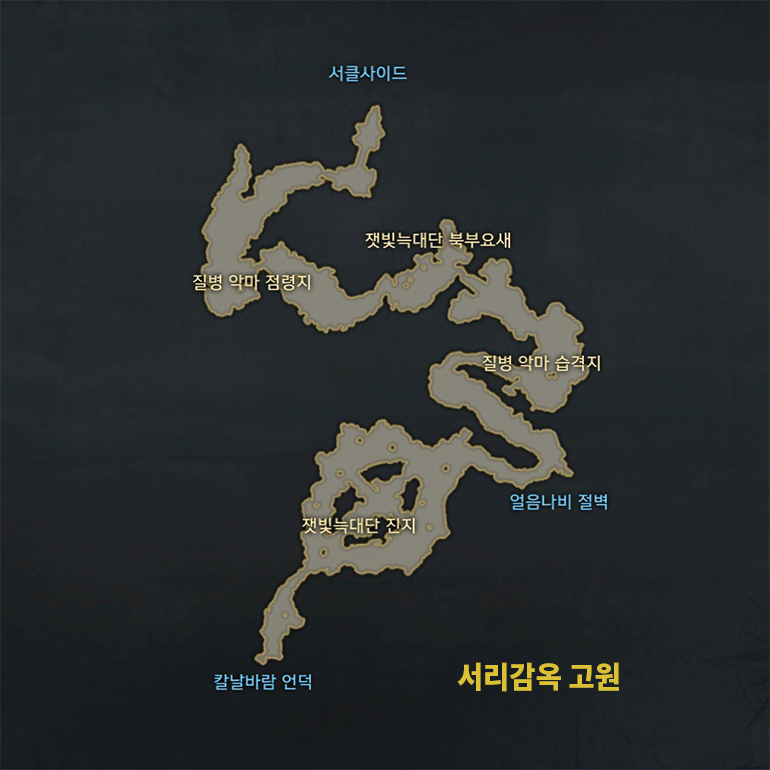 서클사이드
잿빛늑대단 북부요새
질병 악마 점령지
질병 악마 습격지
얼음나비 절벽
잿빛늑대단 진지
칼날바람 언덕
서리감옥 고원